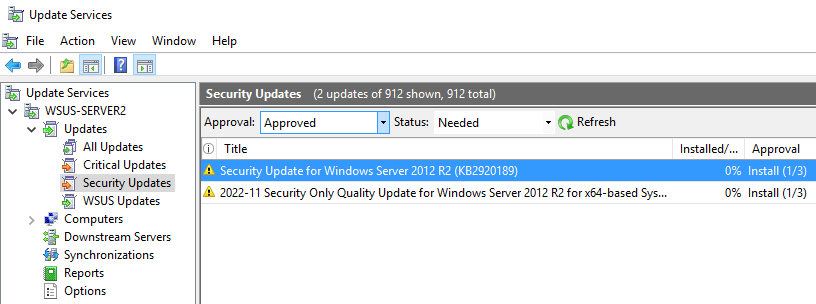 Update Services
File Action View Window Help
Update Services
WSUS-SERVER2
Updates
All Updates
Critical Updates
Security Updates
WSUS Updates
Computers
Downstream Servers
Synchronizations
Reports
Options
Security Updates (2 updates of 912 shown, 912 total)
Approval: Approved Status: Needed Refresh
Title Installed/... Approval
Security Update for Windows Server 2012 R2 (KB2920189) 0% Install (1/3)
2022-11 Security Only Quality Update for Windows Server 2012 R2 for x64-based Sys... 0% Install (1/3)